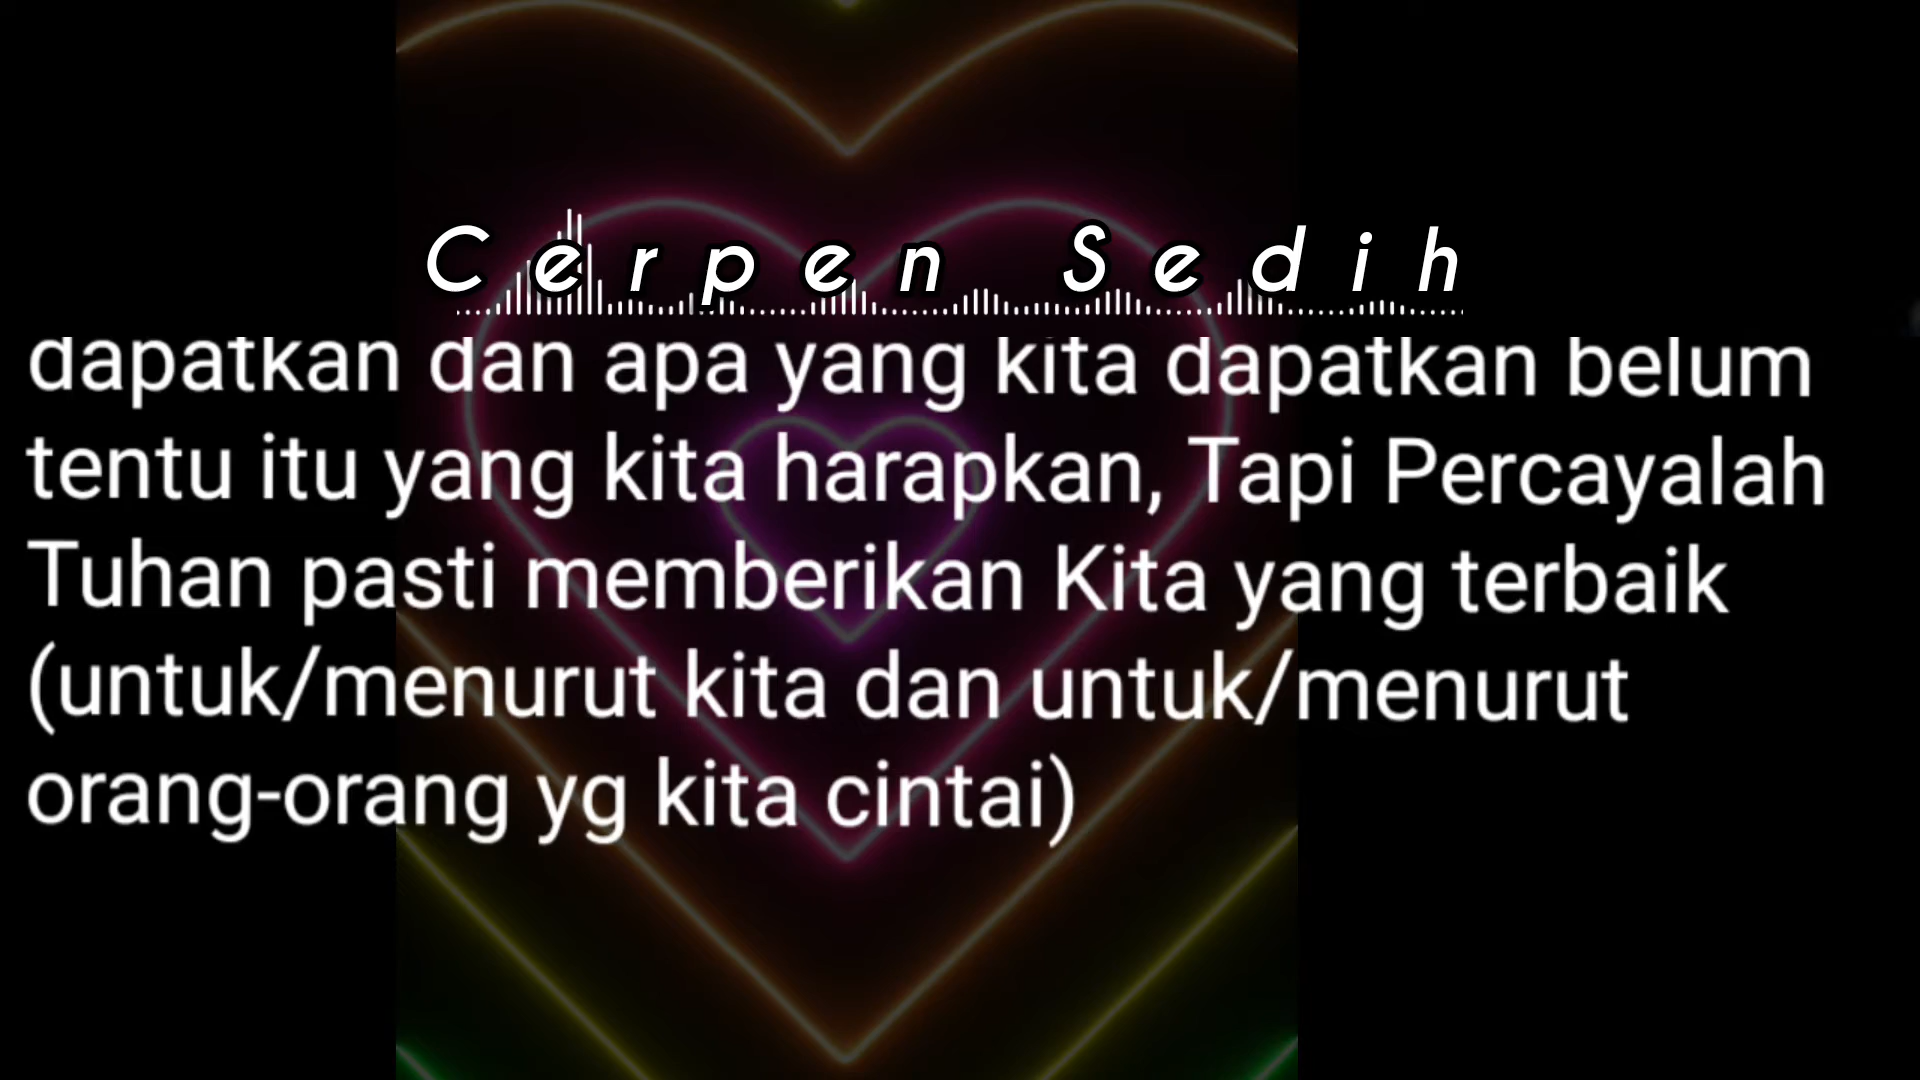 Cerpen Sedih
dapatkan dan apa yang kita dapatkan belum
tentu itu yang kita harapkan, Tapi Percayalah
Tuhan pasti memberikan Kita yang terbaik
(untuk/menurut kita dan untuk/menurut
orang-orang yg kita cintai)